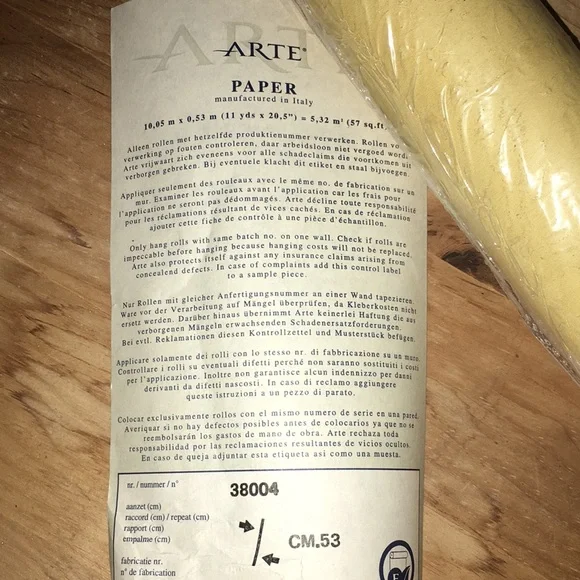 ARTE®
PAPER
manufactured in Italy
10,05 m x 0,53 m (11 yds x 20,5") = 5,32 m² (57 sq.ft.
Alleen rollen met hetzelfde produktienummer verwerken. Rollen vo
verwerking op fouten controleren, daar arbeidsloon niet vergoed word
Arte vrijwaart zich eveneens voor alle schadeclaims die voortkomen uit
verborgen gebreken. Bij eventuele klacht dit etiket en staal bijvoegen.
Appliquer seulement des rouleaux avec le même no. de fabrication sur un
mur. Examiner les rouleaux avant l'application car les frais pour
l'application ne seront pas dédommagés. Arte décline toute responsabilité
pour les réclamations résultant de vices cachés. En cas de réclamation
ajouter cette fiche de contrôle à une pièce d'échantillon.
Only hang rolls with same batch no. on one wall. Check if rolls are
impeccable before hanging because hanging costs will not be replaced.
Arte also protects itself against any insurance claims arising from
concealend defects. In case of complaints add this control label
to a sample piece.
Nur Rollen mit gleicher Anfertigungsnummer an einer Wand tapezieren.
Ware vor der Verarbeitung auf Mängel überprüfen, da Kleberkosten nicht
ersetz werden. Darüber hinaus übernimmt Arte keinerlei Haftung die aus
verborgenen Mängeln erwachsenden Schadenersatzforderungen.
Bei evtl. Reklamationen diesen Kontrollzettel und Musterstück befügen.
Applicare solamente dei rolli con lo stesso nr. di fabbricazione su un muro.
Controllare i rolli su eventuali difetti perché non saranno sostituiti i costi
per l'applicazione. Inoltre non garantisce alcun indennizzo per danni
derivanti da difetti nascosti. In caso di reclamo aggiungere
queste istruzioni a un pezzo di parato.
Colocar exclusivamente rollos con el mismo numero de serie en una pared.
Averiquar si no hay defectos posibles antes de colocarlos ya que no se
reembolsarán los gastos de mano de obra. Arte rechaza toda
responsabilidad por las reclamaciones resultantes de vicios ocultos.
En caso de queja adjuntar esta etiqueta asi como una muesta.
nr. / nummer / n° 38004
aanzet (cm)
raccord (cm) / repeat (cm)
rapport (cm)
empalme (cm) CM.53
fabricatie nr.
n° de fabrication